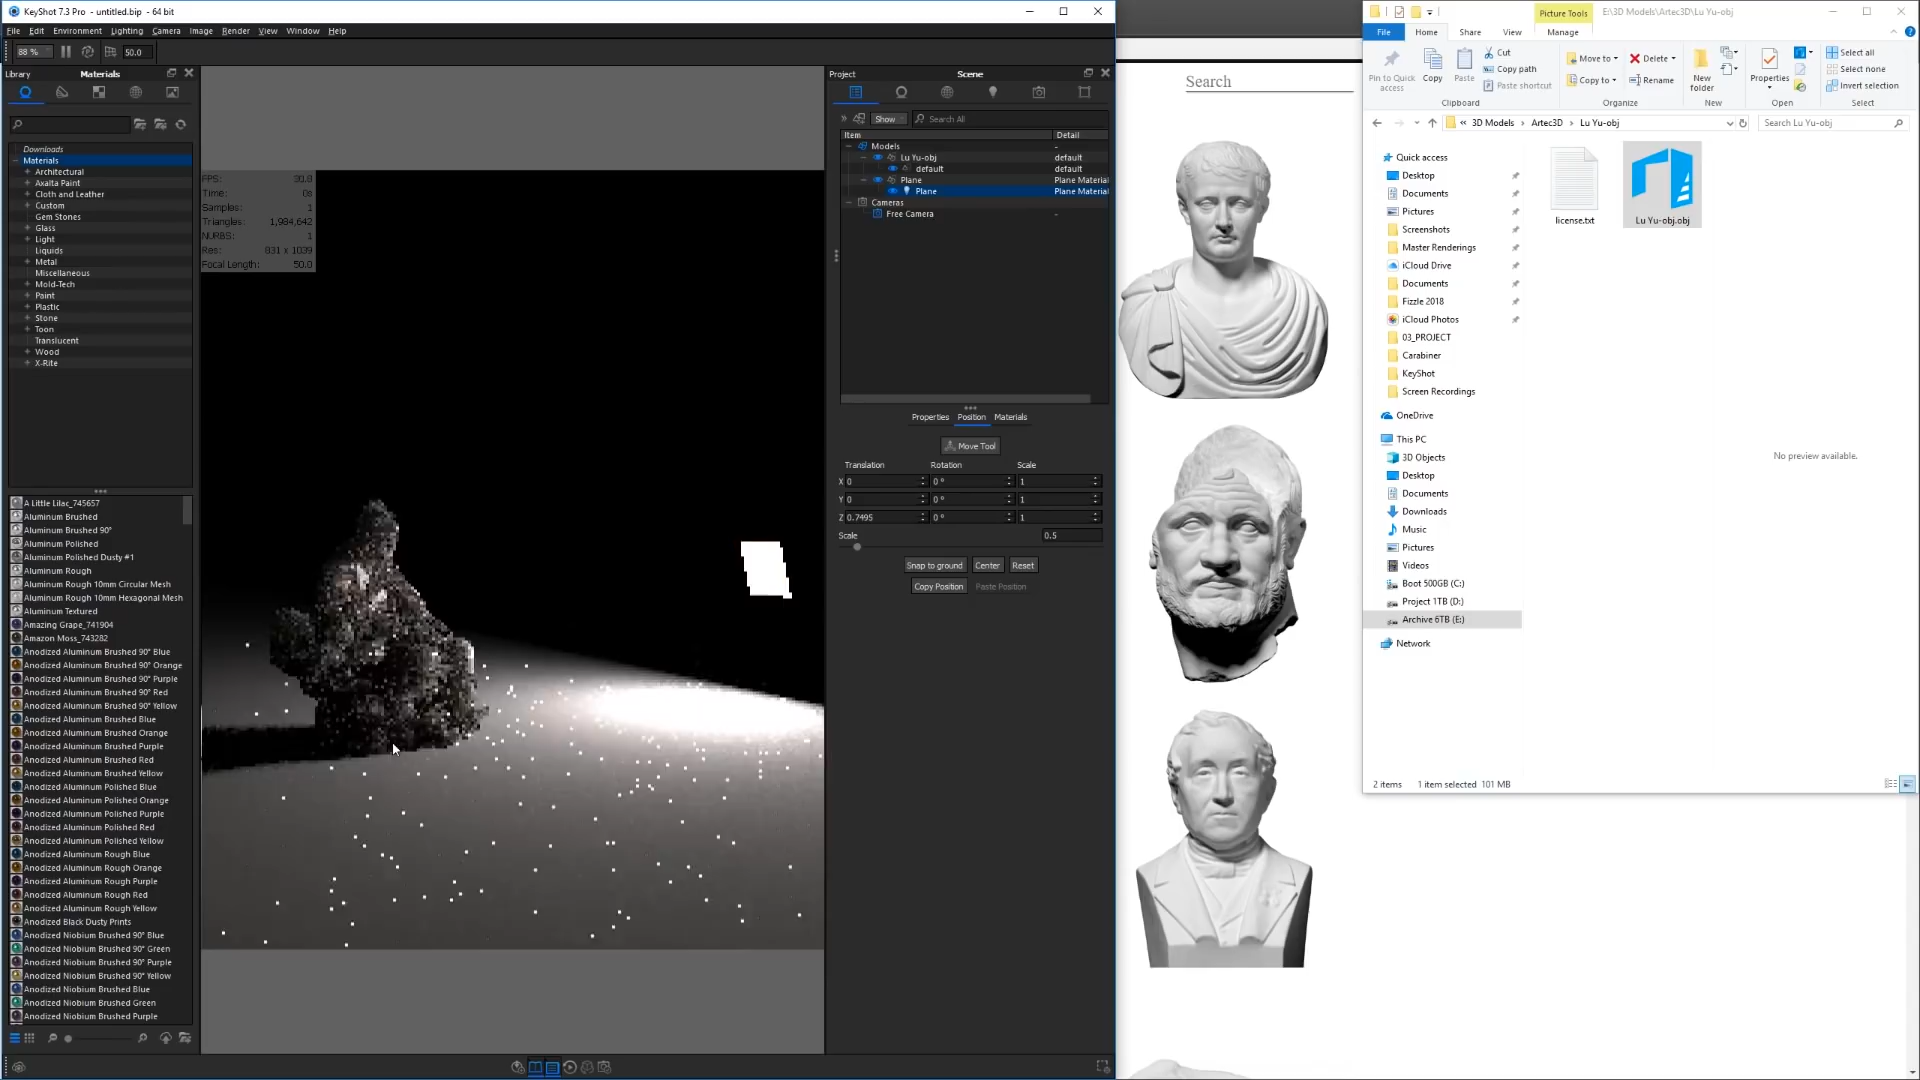 KeyShot 7.3 Pro - untitled.bip - 64 bit
File Edit Environment Lighting Camera Image Render View Window Help
88 % 50.0
Library Materials
Downloads
Materials
Architectural
Axalta Paint
Cloth and Leather
Custom
Gem Stones
Glass
Light
Liquids
Metal
Miscellaneous
Mold-Tech
Paint
Plastic
Stone
Toon
Translucent
Wood
X-Rite
A Little Lilac_745657
Aluminum Brushed
Aluminum Brushed 90°
Aluminum Polished
Aluminum Polished Dusty #1
Aluminum Rough
Aluminum Rough 10mm Circular Mesh
Aluminum Rough 10mm Hexagonal Mesh
Aluminum Textured
Amazing Grape_741904
Amazon Moss_743282
Anodized Aluminum Brushed 90° Blue
Anodized Aluminum Brushed 90° Orange
Anodized Aluminum Brushed 90° Purple
Anodized Aluminum Brushed 90° Red
Anodized Aluminum Brushed 90° Yellow
Anodized Aluminum Brushed Blue
Anodized Aluminum Brushed Orange
Anodized Aluminum Brushed Purple
Anodized Aluminum Brushed Red
Anodized Aluminum Brushed Yellow
Anodized Aluminum Polished Blue
Anodized Aluminum Polished Orange
Anodized Aluminum Polished Purple
Anodized Aluminum Polished Red
Anodized Aluminum Polished Yellow
Anodized Aluminum Rough Blue
Anodized Aluminum Rough Orange
Anodized Aluminum Rough Purple
Anodized Aluminum Rough Red
Anodized Aluminum Rough Yellow
Anodized Black Dusty Prints
Anodized Niobium Brushed 90° Blue
Anodized Niobium Brushed 90° Green
Anodized Niobium Brushed 90° Purple
Anodized Niobium Brushed 90° Yellow
Anodized Niobium Brushed Blue
Anodized Niobium Brushed Green
Anodized Niobium Brushed Purple
FPS: 30.0
Time: 0s
Samples: 1
Triangles: 1,984,642
NURBS: 1
Res: 831 x 1039
Focal Length: 50.0
Project Scene
Show Search All
Item Detail
Models -
Lu Yu-obj default
default default
Plane Plane Material
Plane Plane Material
Cameras
Free Camera -
Properties Position Materials
Move Tool
Translation Rotation Scale
X 0 0 ° 1
Y 0 0 ° 1
Z 0.7495 0 ° 1
Scale 0.5
Snap to ground Center Reset
Copy Position Paste Position
Search
Picture Tools E:\3D Models\Artec3D\Lu Yu-obj
File Home Share View Manage
Pin to Quick access
Copy
Paste
Cut
Copy path
Paste shortcut
Move to
Copy to
Delete
Rename
New folder
Properties
Select all
Select none
Invert selection
Clipboard Organize New Open Select
« 3D Models Artec3D Lu Yu-obj Search Lu Yu-obj
Quick access
Desktop
Documents
Pictures
Screenshots
Master Renderings
iCloud Drive
Documents
Fizzle 2018
iCloud Photos
03_PROJECT
Carabiner
KeyShot
Screen Recordings
OneDrive
This PC
3D Objects
Desktop
Documents
Downloads
Music
Pictures
Videos
Boot 500GB (C:)
Project 1TB (D:)
Archive 6TB (E:)
Network
license.txt
Lu Yu-obj.obj
No preview available.
2 items 1 item selected 101 MB